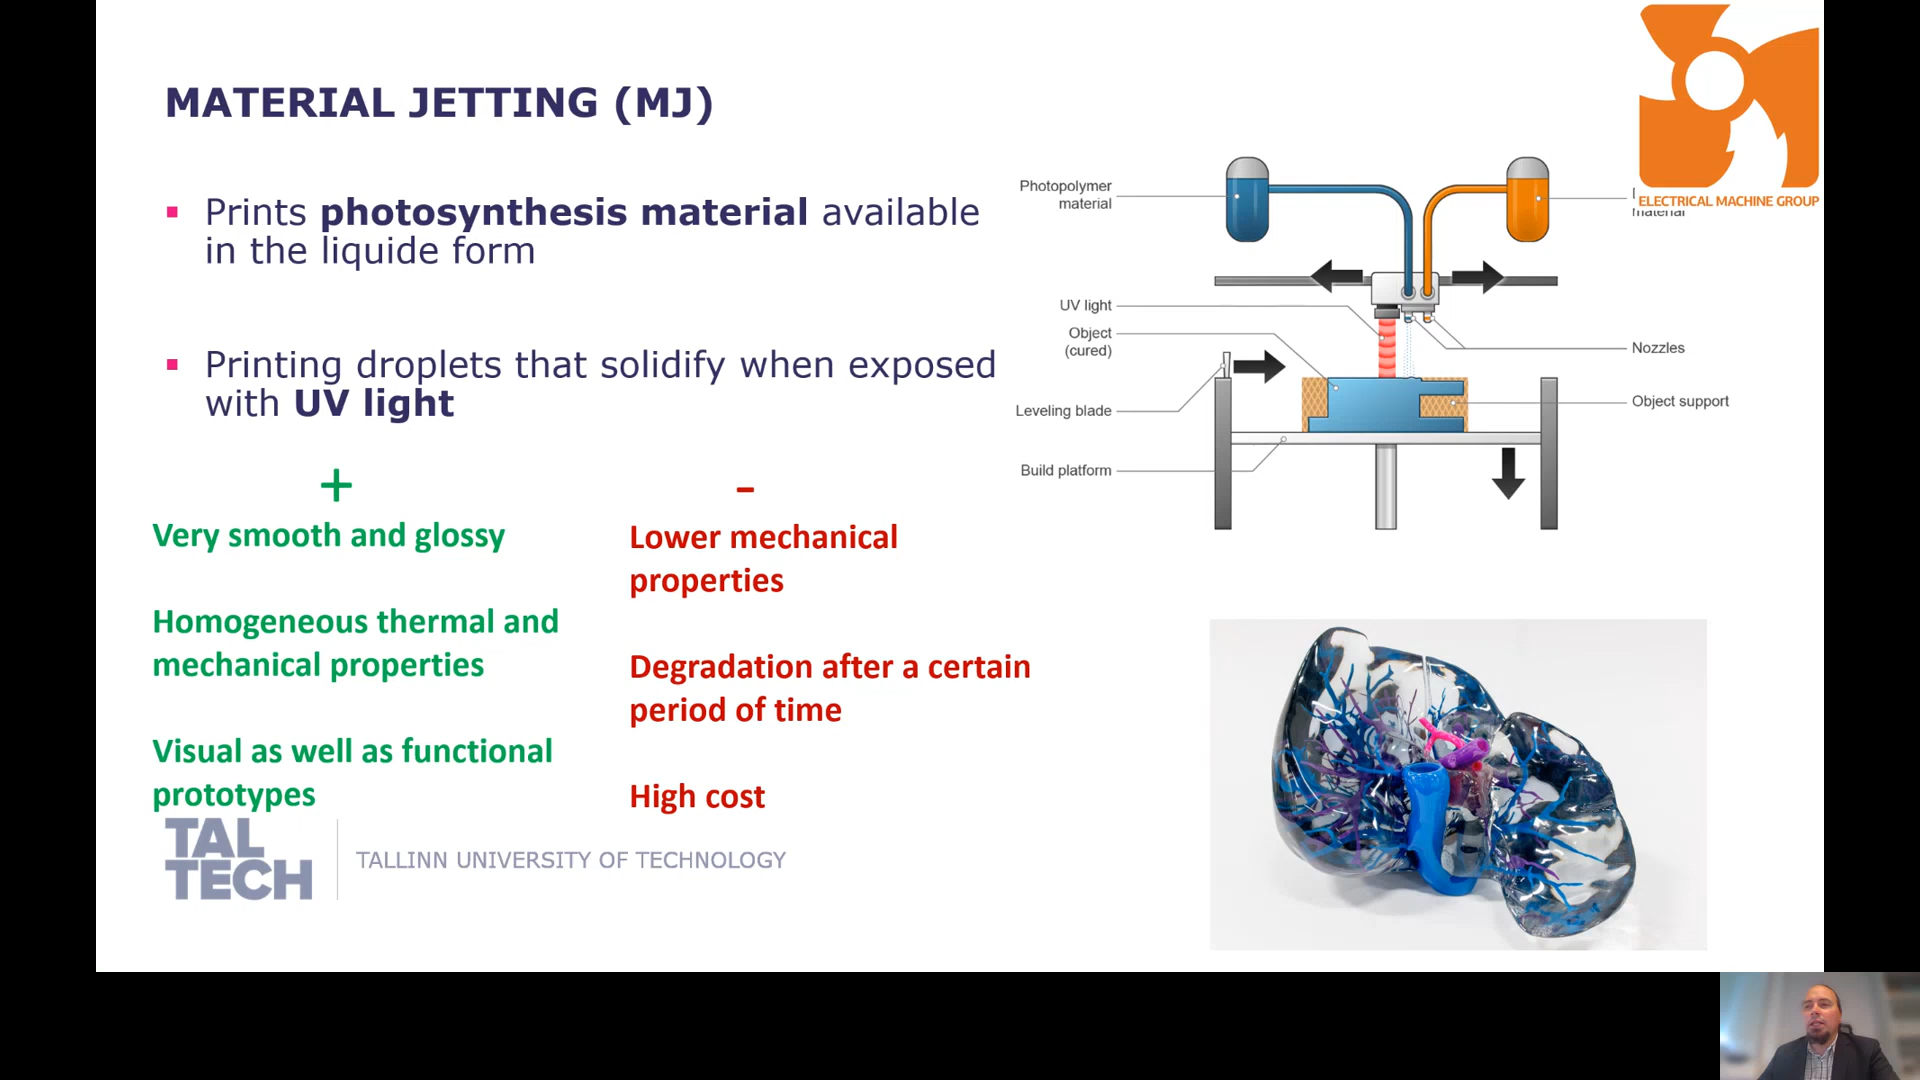 MATERIAL JETTING (MJ)
▪ Prints photosynthesis material available
in the liquide form
▪ Printing droplets that solidify when exposed
with UV light
+
Very smooth and glossy
Homogeneous thermal and
mechanical properties
Visual as well as functional
prototypes
-
Lower mechanical
properties
Degradation after a certain
period of time
High cost
Photopolymer
material
UV light
Object
(cured)
Leveling blade
Build platform
material
Nozzles
Object support
ELECTRICAL MACHINE GROUP
TAL
TECH
TALLINN UNIVERSITY OF TECHNOLOGY